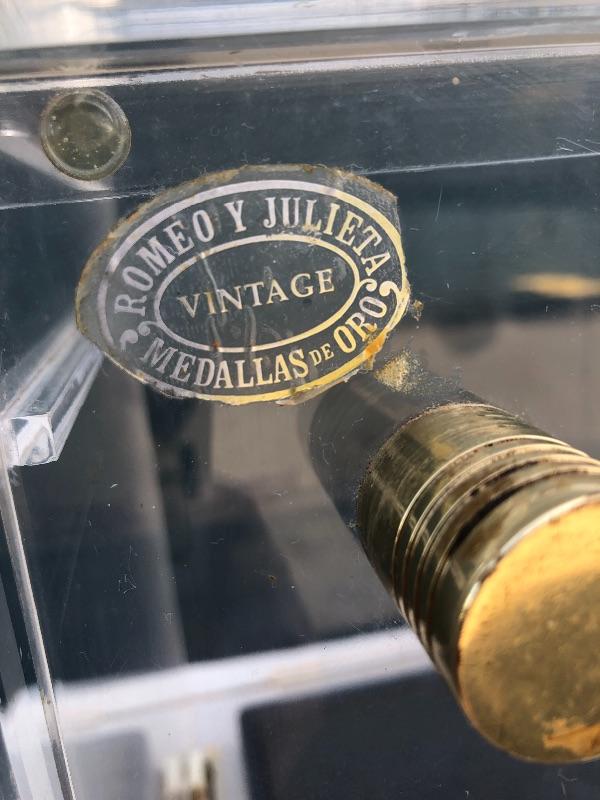 ROMEO Y JULIETA
VINTAGE
MEDALLAS DE ORO